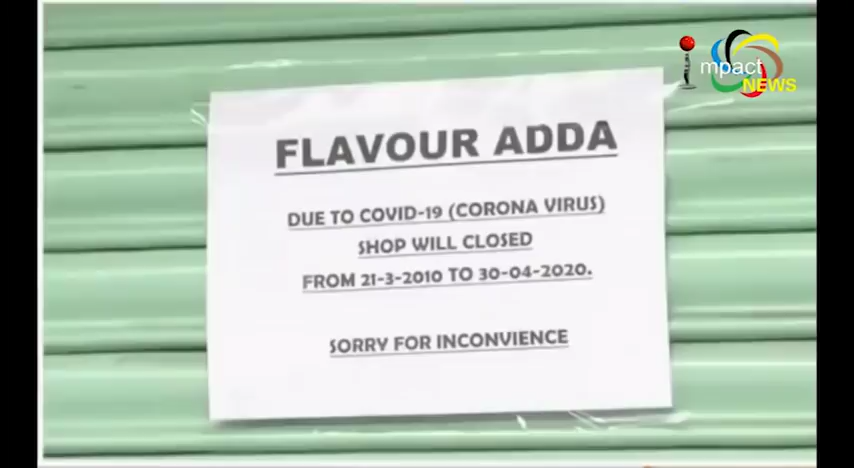 impact
NEWS
FLAVOUR ADDA
DUE TO COVID-19 (CORONA VIRUS)
SHOP WILL CLOSED
FROM 21-3-2010 TO 30-04-2020.
SORRY FOR INCONVIENCE